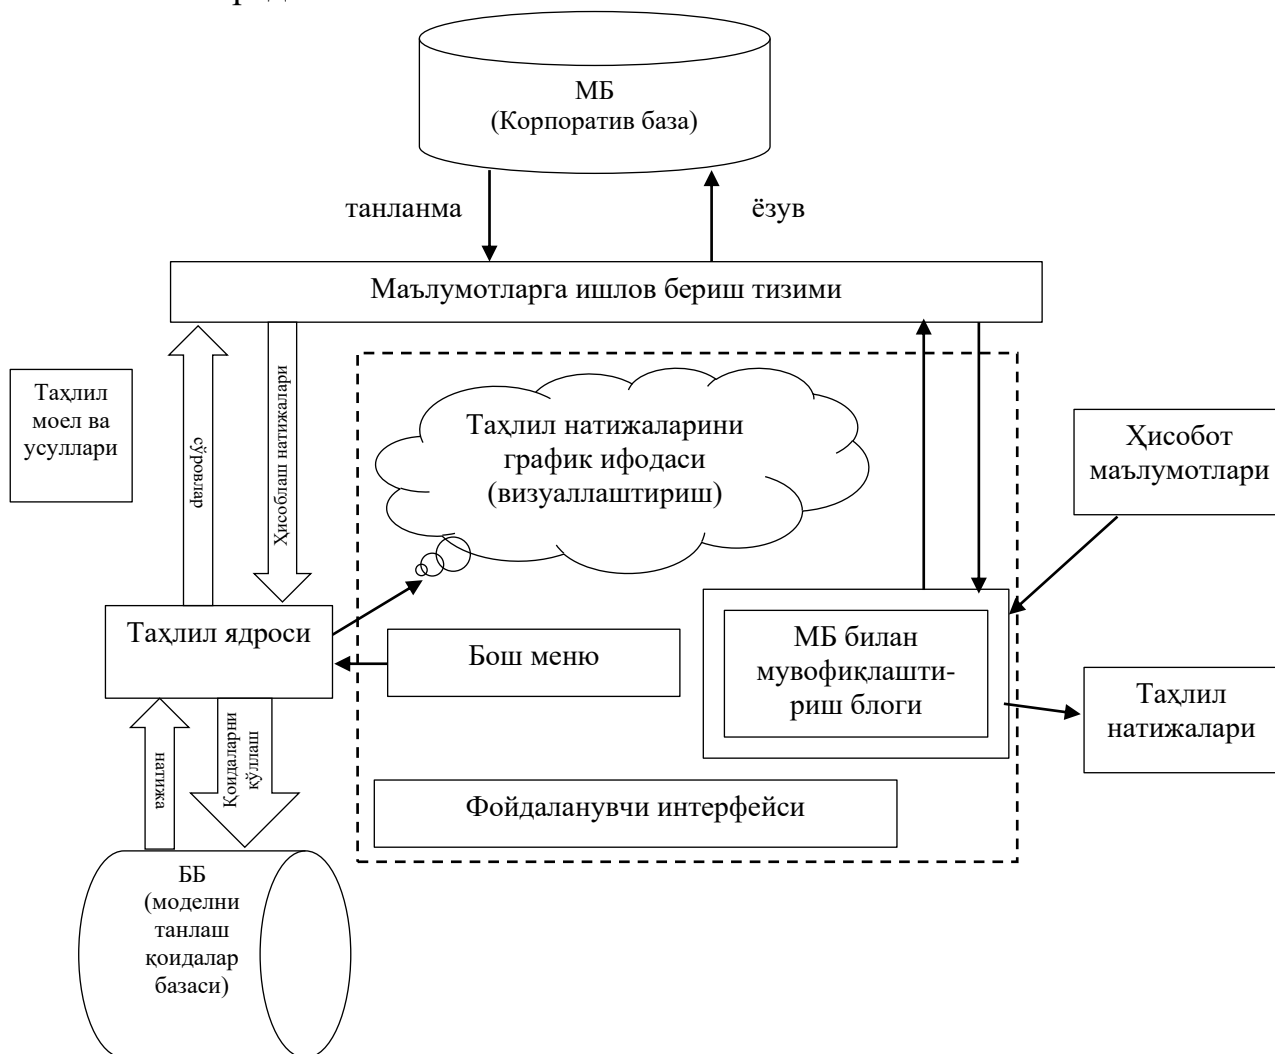 МБ
(Корпоратив база)
танланма
ёзув
Маълумотларга ишлов бериш тизими
Таҳлил
моел ва
усуллари
сўровлар
Ҳисоблаш натижалари
Таҳлил натижаларини
график ифодаси
(визуаллаштириш)
Ҳисобот
маълумотлари
Таҳлил ядроси
Бош меню
МБ билан
мувофиқлашти-
риш блоги
Таҳлил
натижалари
натижа
Қоидаларни
қўллаш
Фойдаланувчи интерфейси
ББ
(моделни
танлаш
қоидалар
базаси)